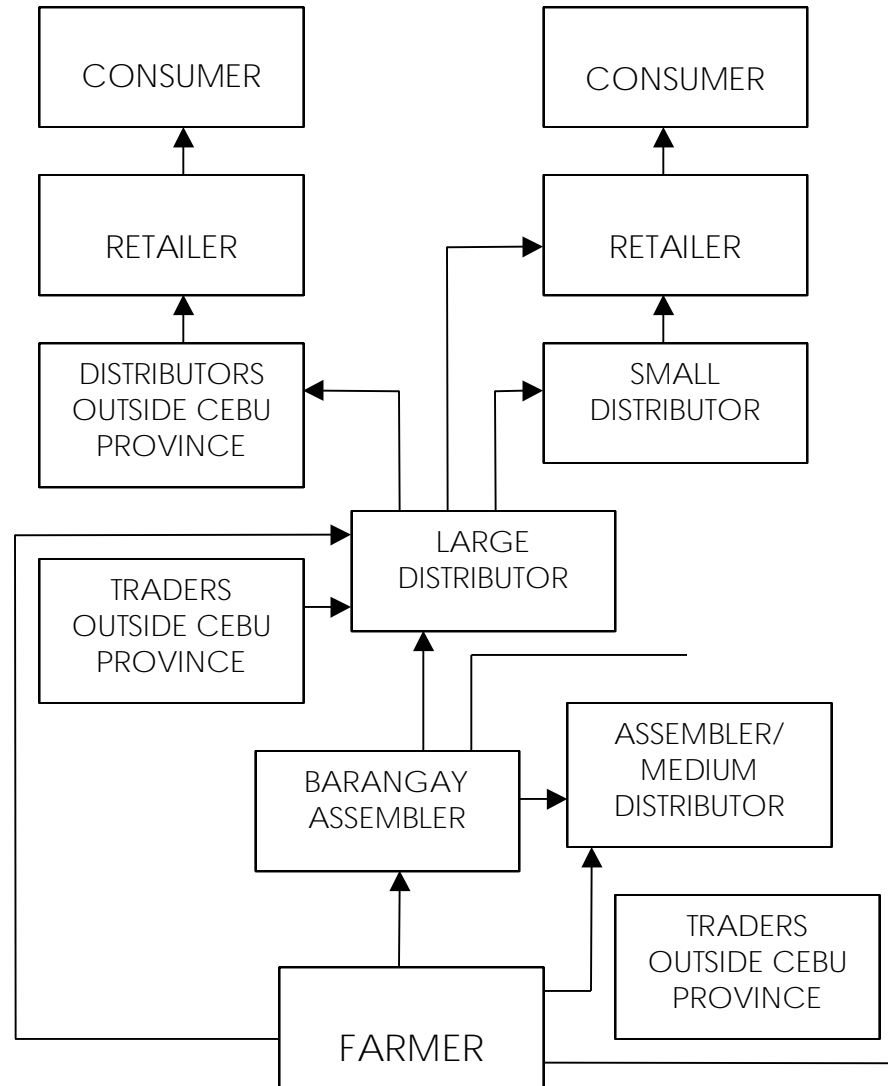 CONSUMER
CONSUMER
RETAILER
RETAILER
DISTRIBUTORS
OUTSIDE CEBU
PROVINCE
SMALL
DISTRIBUTOR
LARGE
DISTRIBUTOR
TRADERS
OUTSIDE CEBU
PROVINCE
ASSEMBLER/
MEDIUM
DISTRIBUTOR
BARANGAY
ASSEMBLER
TRADERS
OUTSIDE CEBU
PROVINCE
FARMER